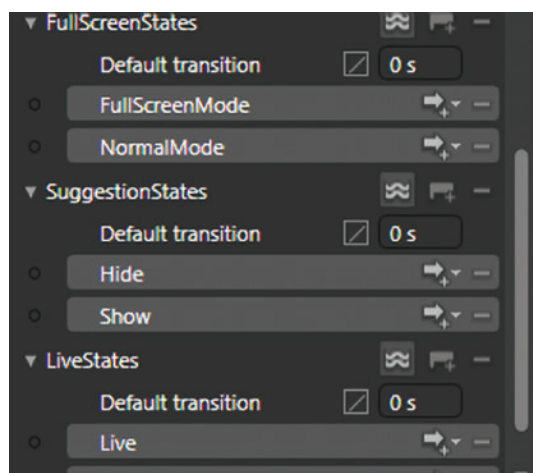 FullScreenStates
Default transition 0 s
FullScreenMode
NormalMode
SuggestionStates
Default transition 0 s
Hide
Show
LiveStates
Default transition 0 s
Live